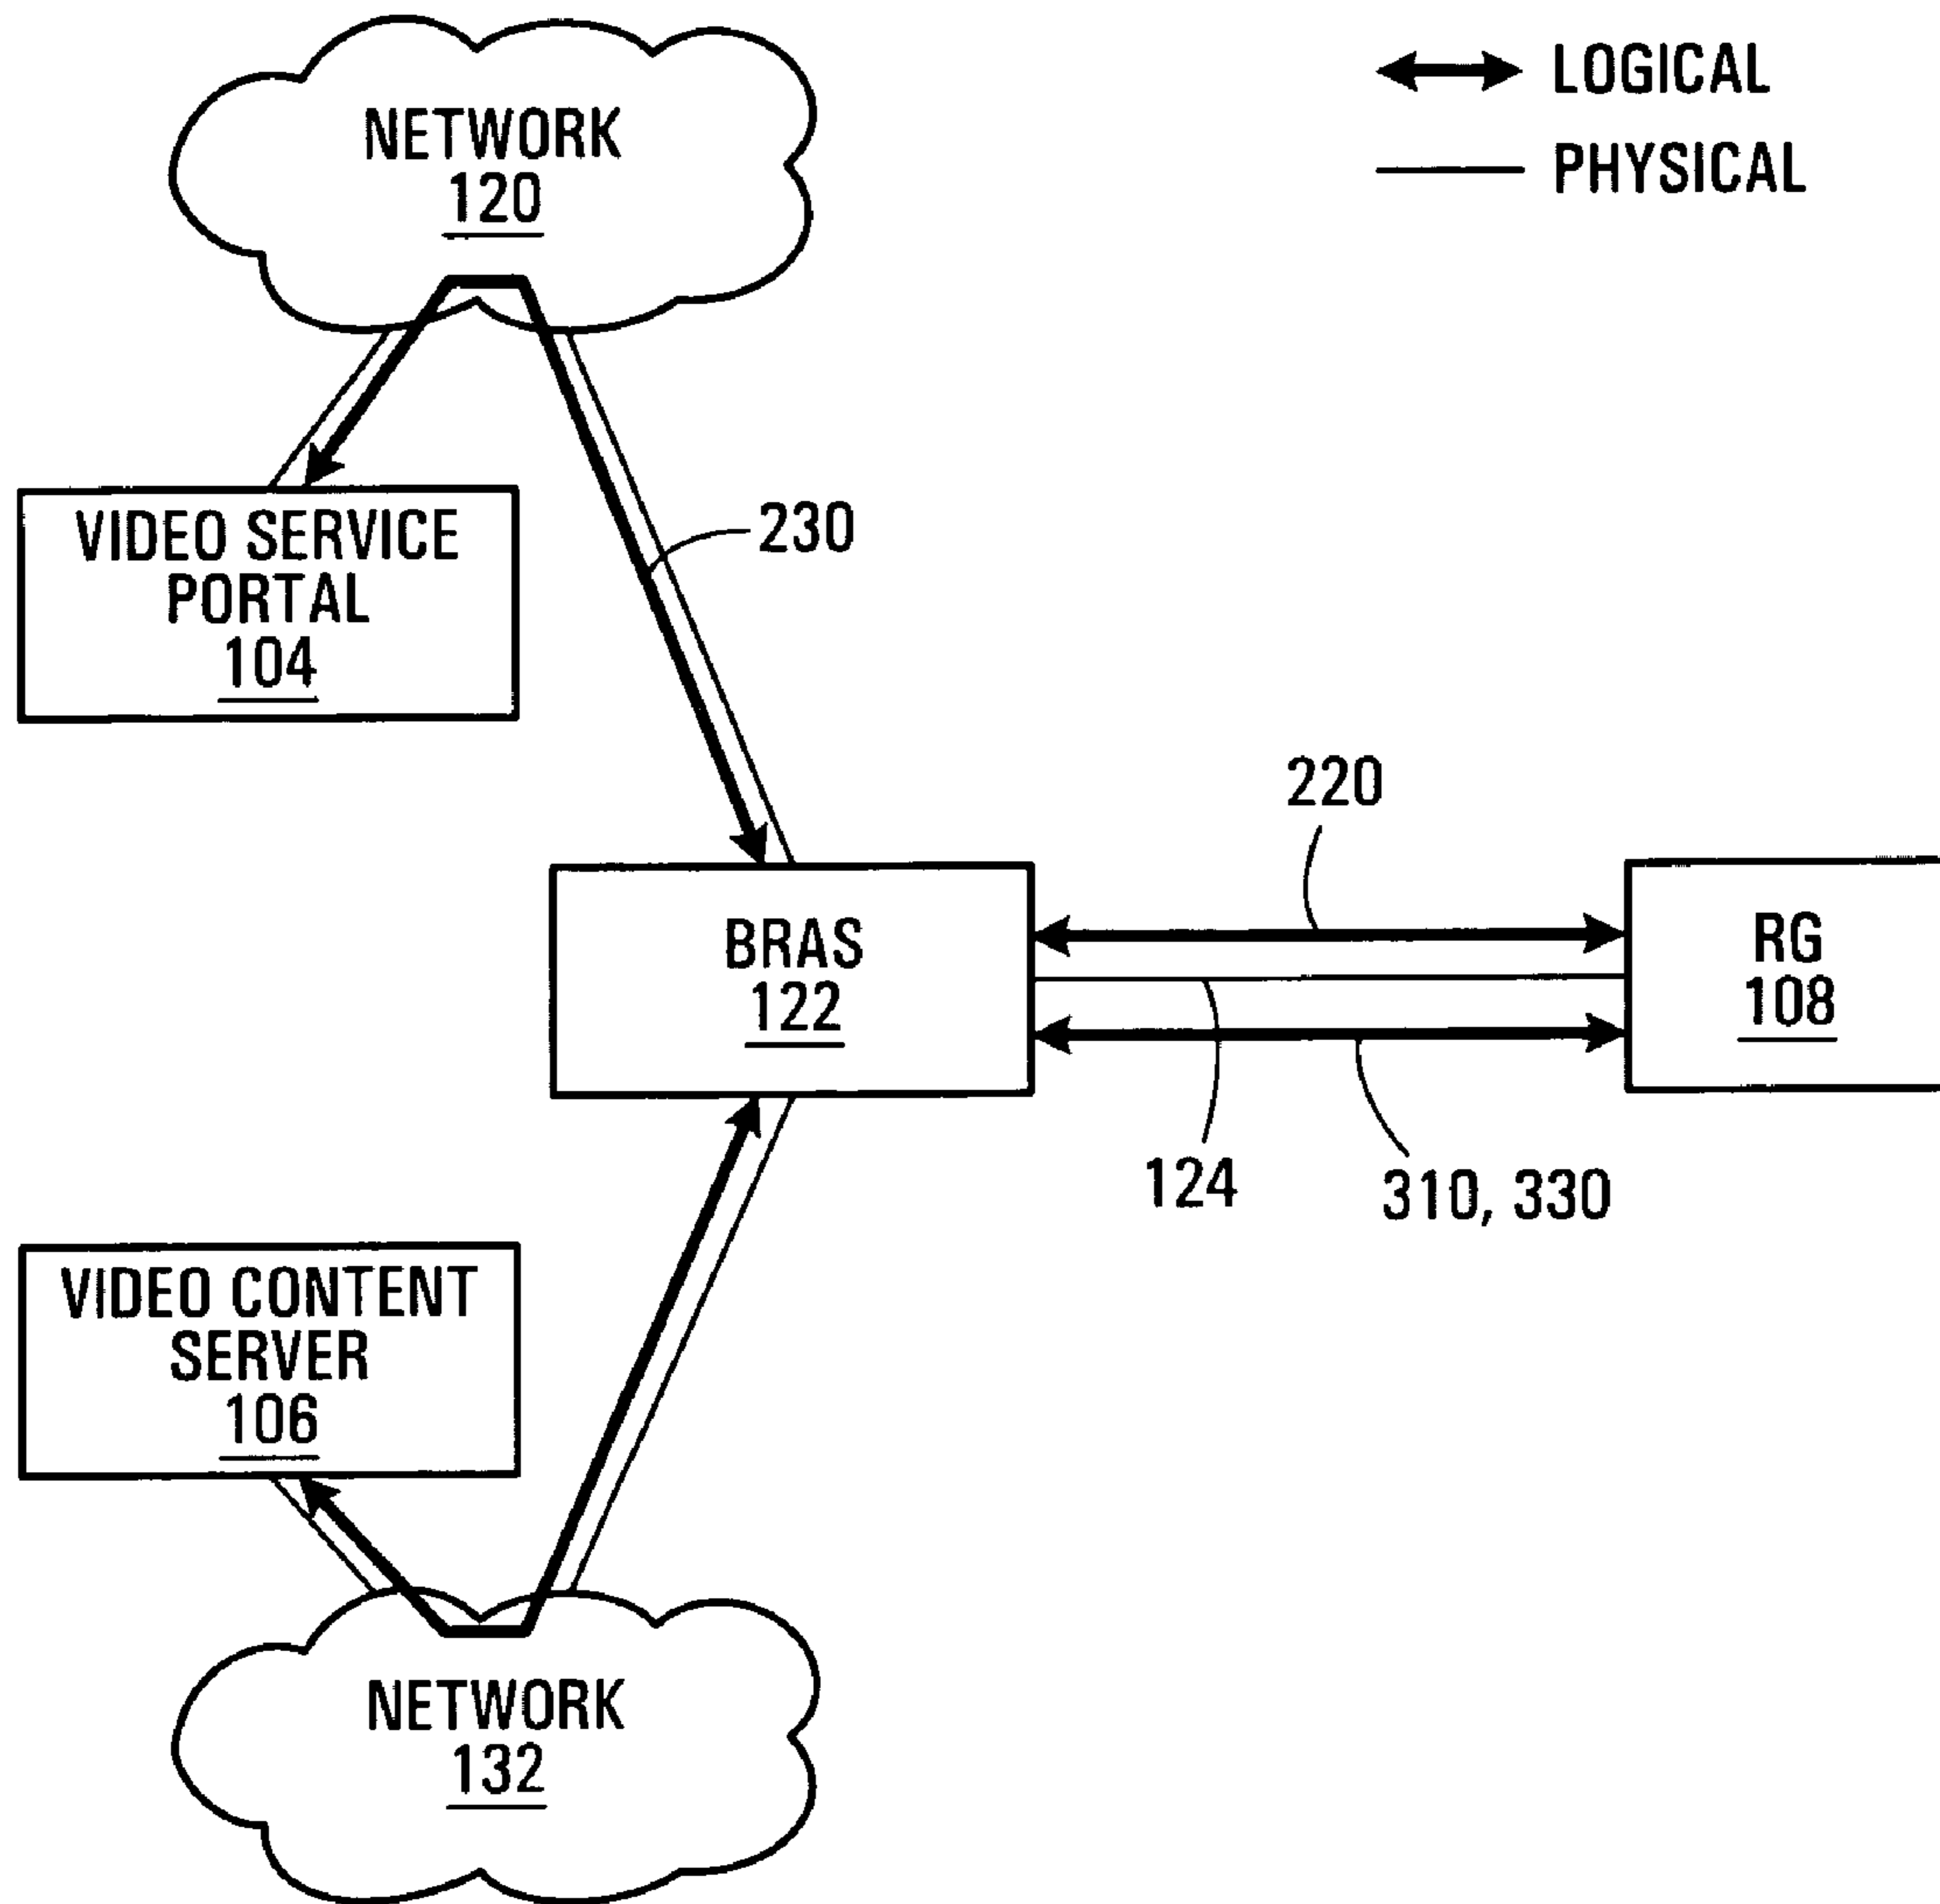 NETWORK
120
LOGICAL
PHYSICAL
VIDEO SERVICE
PORTAL
104
230
220
BRAS
122
RG
108
124
310, 330
VIDEO CONTENT
SERVER
106
NETWORK
132